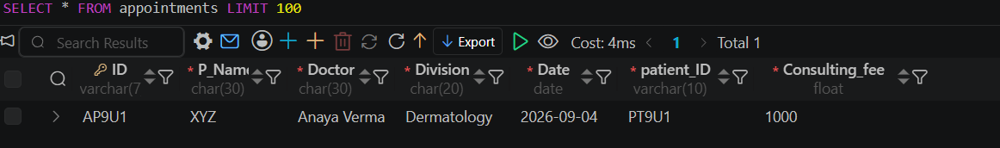 SELECT * FROM appointments LIMIT 100
Search Results Export Cost: 4ms 1 Total 1
ID * P_Name * Doctor * Division * Date * patient_ID * Consulting_fee
varchar(7 char(30) char(30) char(20) date varchar(10) float
AP9U1 XYZ Anaya Verma Dermatology 2026-09-04 PT9U1 1000